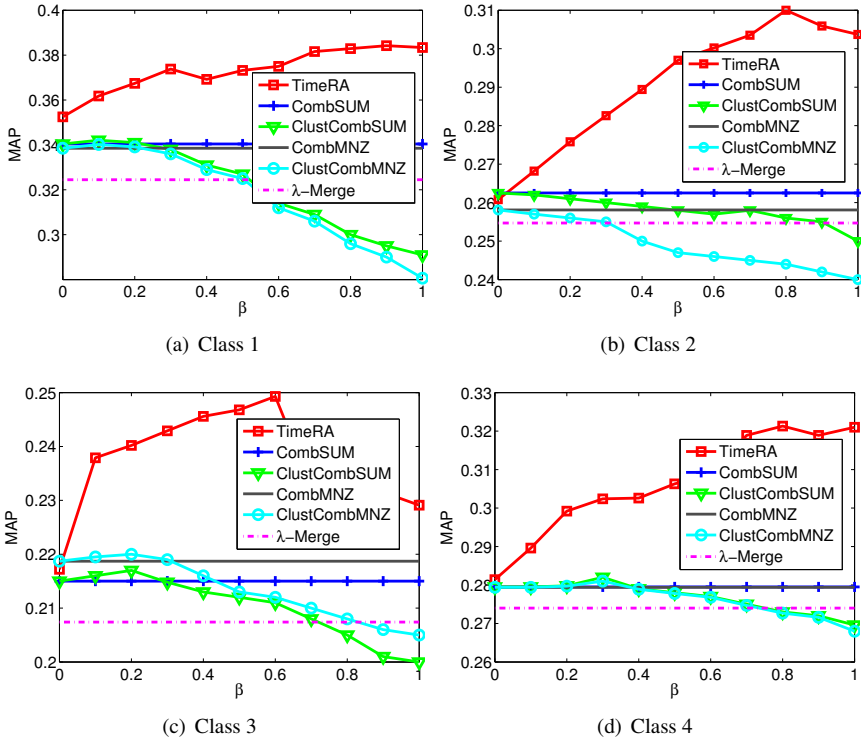 0.4
0.38
0.36
0.34
0.32
0.3
MAP
TimeRA
CombSUM
ClustCombSUM
CombMNZ
ClustCombMNZ
λ−Merge
0 0.2 0.4 0.6 0.8 1
β
(a) Class 1
0.31
0.3
0.29
0.28
0.27
0.26
0.25
0.24
MAP
TimeRA
CombSUM
ClustCombSUM
CombMNZ
ClustCombMNZ
λ−Merge
0 0.2 0.4 0.6 0.8 1
β
(b) Class 2
0.25
0.24
0.23
0.22
0.21
0.2
MAP
TimeRA
CombSUM
ClustCombSUM
CombMNZ
ClustCombMNZ
λ−Merge
0 0.2 0.4 0.6 0.8 1
β
(c) Class 3
0.33
0.32
0.31
0.3
0.29
0.28
0.27
0.26
MAP
TimeRA
CombSUM
ClustCombSUM
CombMNZ
ClustCombMNZ
λ−Merge
0 0.2 0.4 0.6 0.8 1
β
(d) Class 4